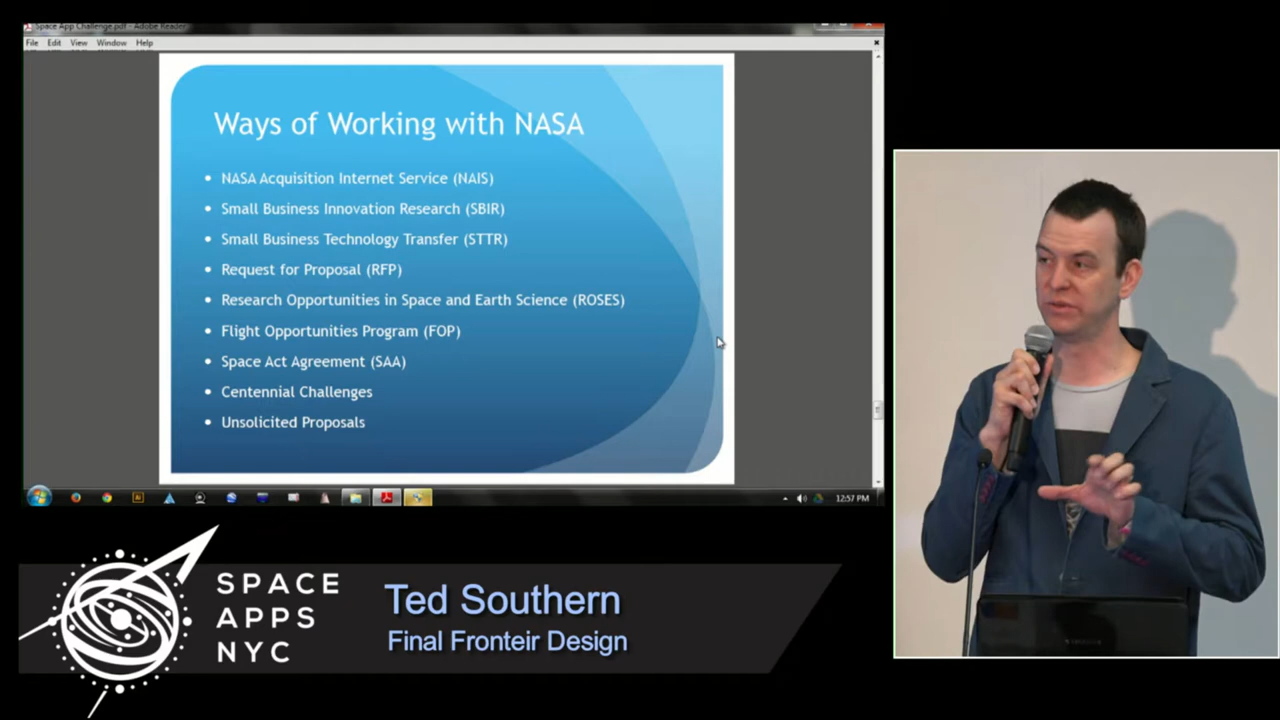 Space App Challenge.pdf - Adobe Reader
File Edit View Window Help
Ways of Working with NASA
• NASA Acquisition Internet Service (NAIS)
• Small Business Innovation Research (SBIR)
• Small Business Technology Transfer (STTR)
• Request for Proposal (RFP)
• Research Opportunities in Space and Earth Science (ROSES)
• Flight Opportunities Program (FOP)
• Space Act Agreement (SAA)
• Centennial Challenges
• Unsolicited Proposals
12:57 PM
SPACE
APPS
NYC
Ted Southern
Final Fronteir Design